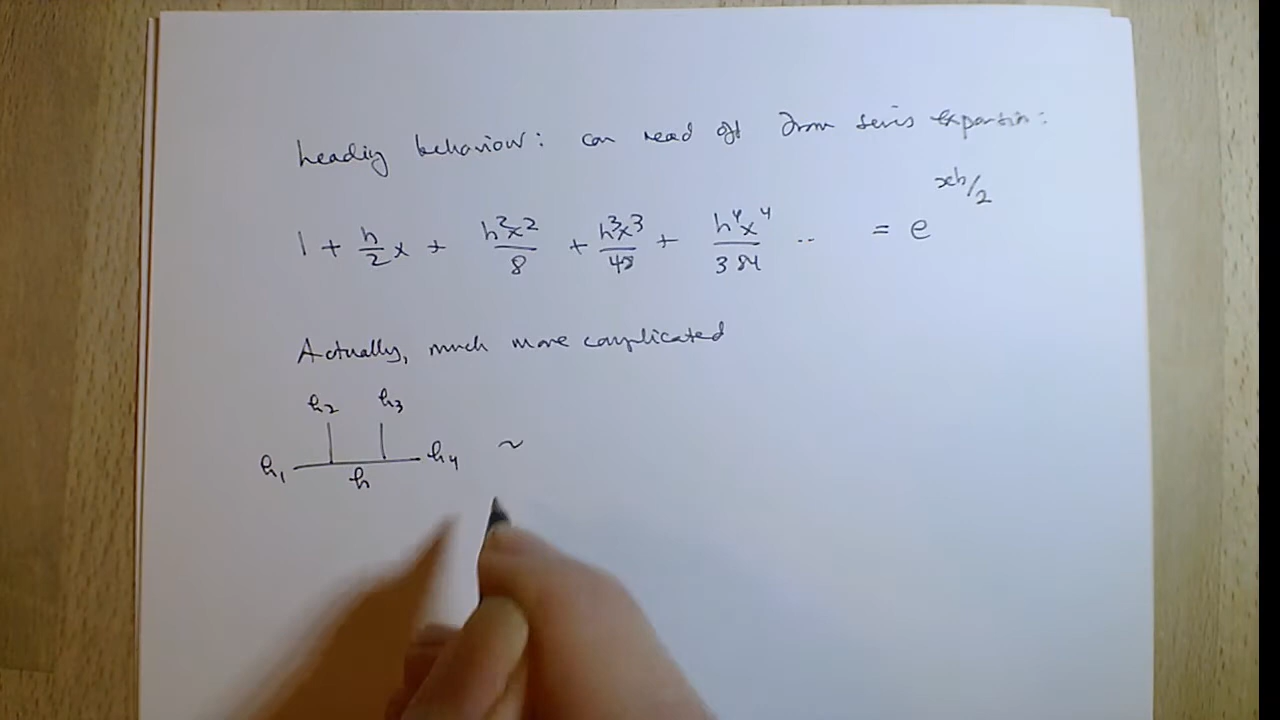 Leading behaviour: can read off from series expansion:
1 + h/2 x + h²x²/8 + h³x³/48 + h⁴x⁴/384 .. = e^{xh/2}
Actually, much more complicated
h₂ h₃
h₁ h₄ ~
h